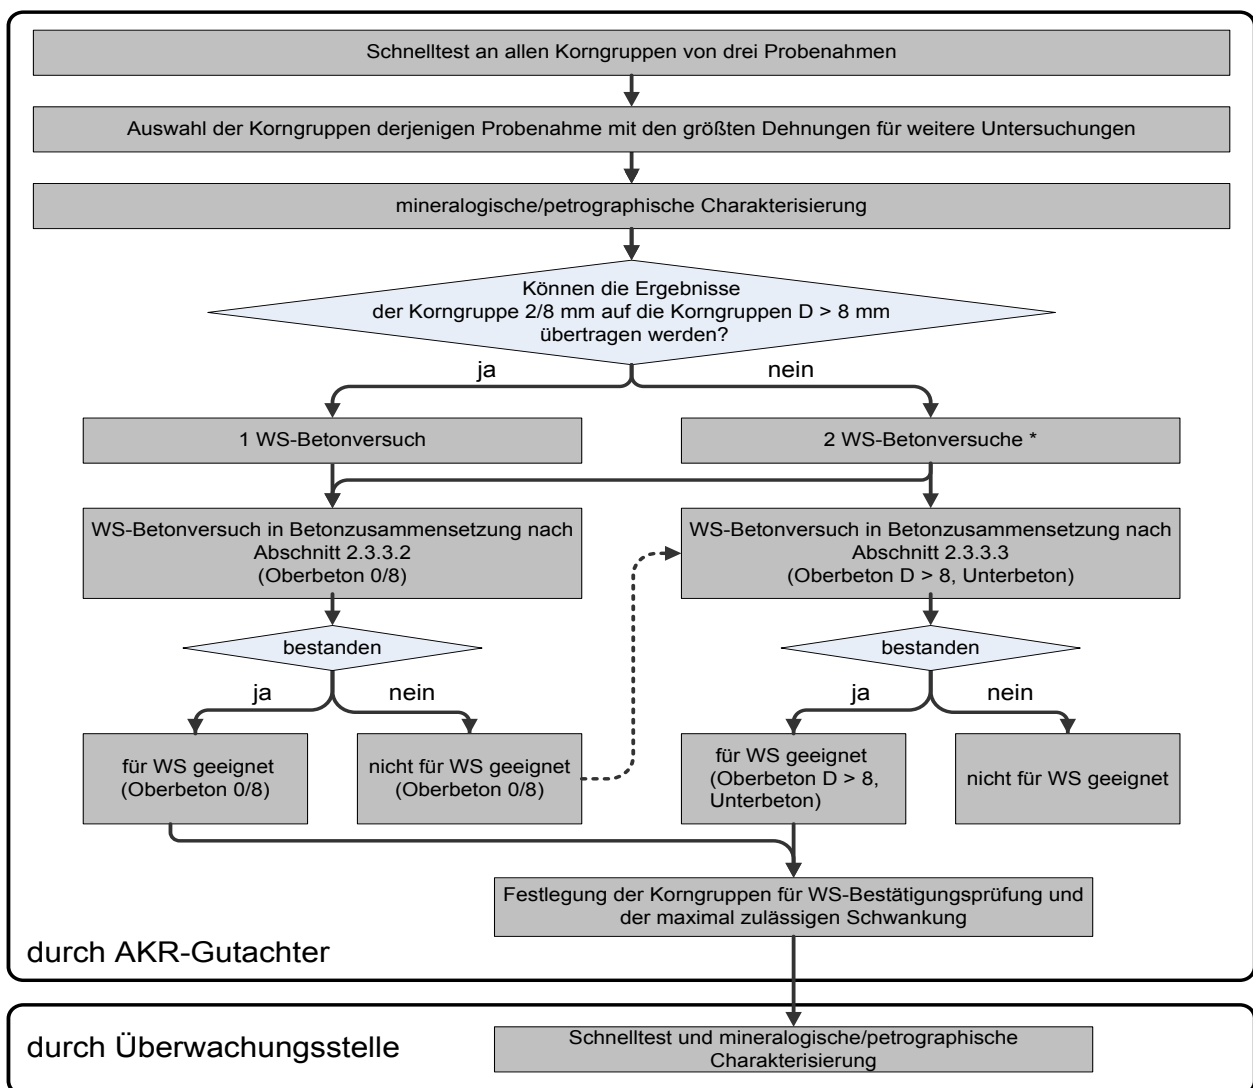 Schnelltest an allen Korngruppen von drei Probenahmen
Auswahl der Korngruppen derjenigen Probenahme mit den größten Dehnungen für weitere Untersuchungen
mineralogische/petrographische Charakterisierung
Können die Ergebnisse
der Korngruppe 2/8 mm auf die Korngruppen D > 8 mm
übertragen werden?
ja
nein
1 WS-Betonversuch
2 WS-Betonversuche *
WS-Betonversuch in Betonzusammensetzung nach
Abschnitt 2.3.3.2
(Oberbeton 0/8)
WS-Betonversuch in Betonzusammensetzung nach
Abschnitt 2.3.3.3
(Oberbeton D > 8, Unterbeton)
bestanden
bestanden
ja
nein
ja
nein
für WS geeignet
(Oberbeton 0/8)
nicht für WS geeignet
(Oberbeton 0/8)
für WS geeignet
(Oberbeton D > 8,
Unterbeton)
nicht für WS geeignet
Festlegung der Korngruppen für WS-Bestätigungsprüfung und
der maximal zulässigen Schwankung
durch AKR-Gutachter
durch Überwachungsstelle
Schnelltest und mineralogische/petrographische
Charakterisierung